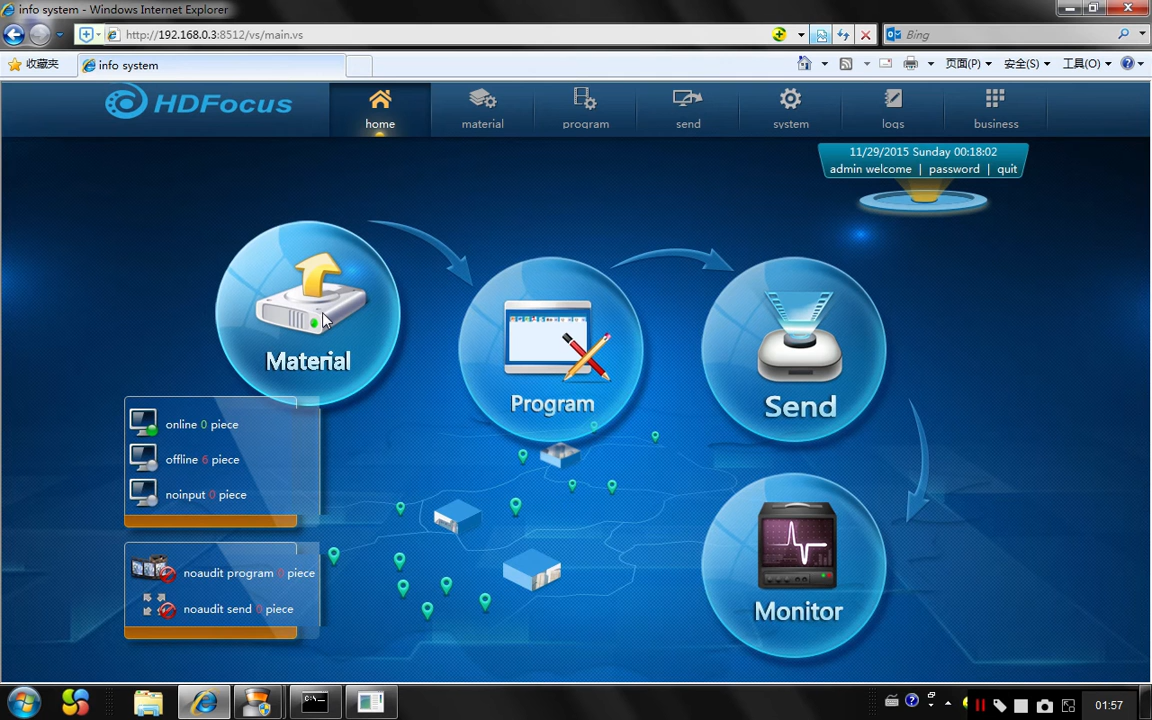 info system - Windows Internet Explorer
http://192.168.0.3:8512/vs/main.vs
Bing
收藏夹
info system
页面(P)
安全(S)
工具(O)
HDFOCUS
home
material
program
send
system
logs
business
11/29/2015 Sunday 00:18:02
admin welcome | password | quit
Material
Program
Send
online 0 piece
offline 6 piece
noinput 0 piece
noaudit program 0 piece
noaudit send 0 piece
Monitor
C:\
01:57